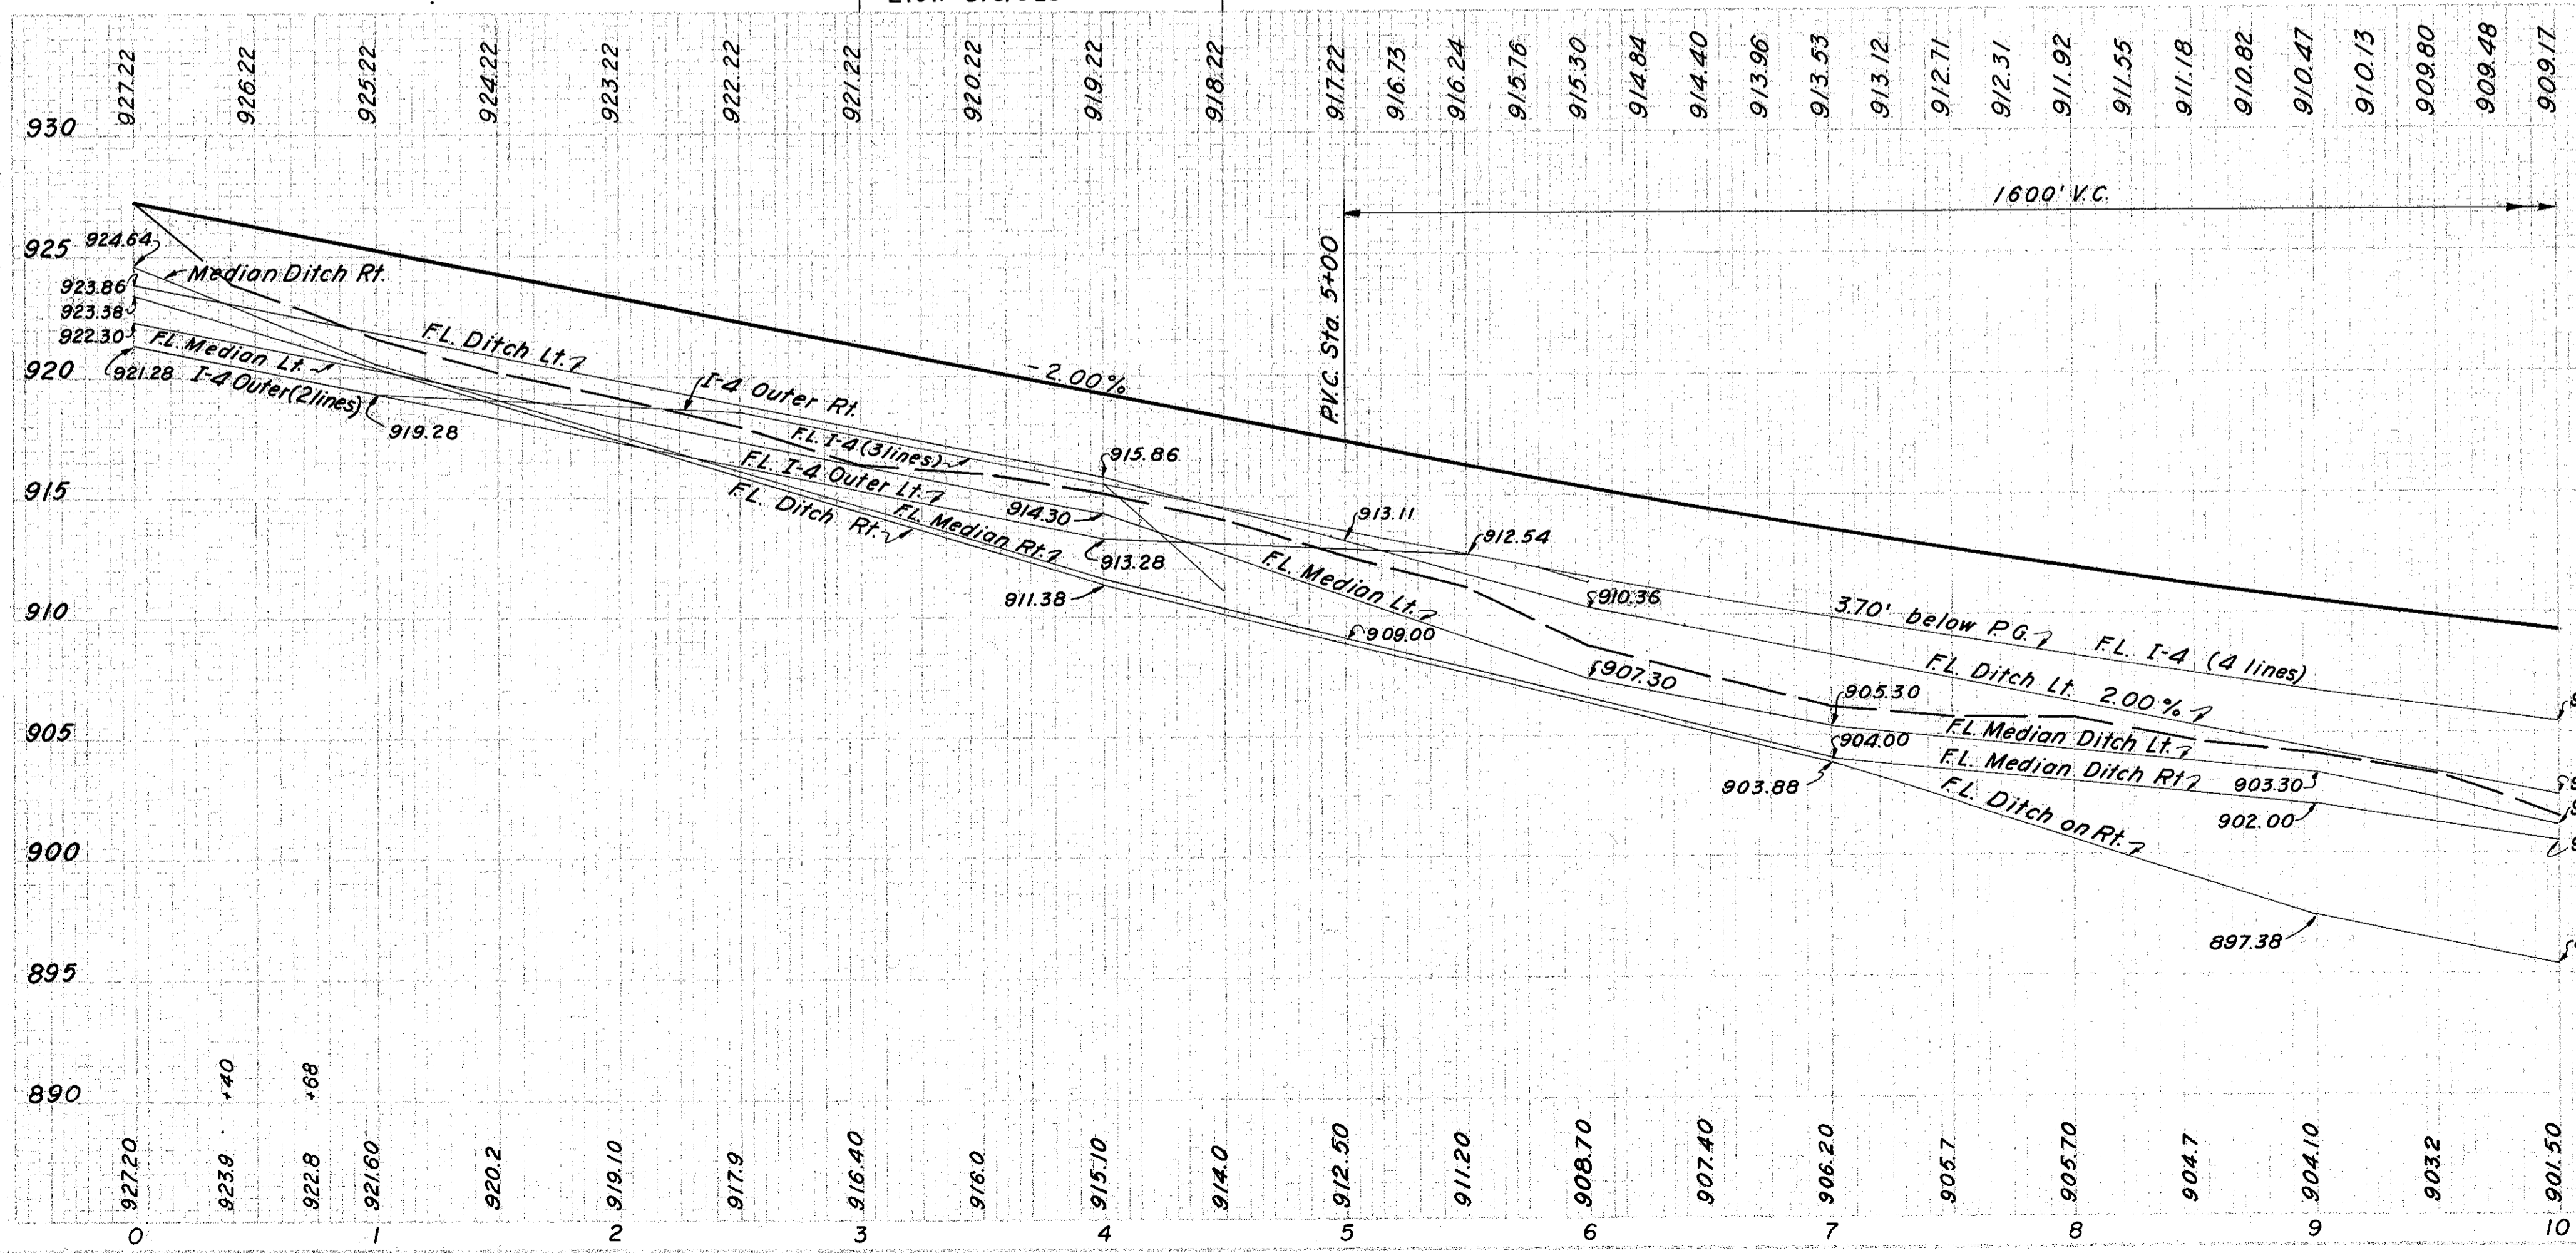 927.22 926.22 925.22 924.22 923.22 922.22 921.22 920.22 919.22 918.22 917.22 916.73 916.24 915.76 915.30 914.84 914.40 913.96 913.53 913.12 912.71 912.31 911.92 911.55 911.18 910.82 910.47 910.13 909.80 909.48 909.17
930
1600' V.C.
P.V.C. Sta. 5+00
925
924.64
Median Ditch Rt.
923.86
923.38
922.30
F.L. Median Lt.
F.L. Ditch Lt.
920
921.28
I-4 Outer (2 lines)
919.28
I-4 Outer Rt.
- 2.00%
F.L. I-4 (3 lines)
915.86
F.L. I-4 Outer Lt.
915
F.L. Ditch Rt.
F.L. Median Rt.
914.30
913.28
913.11
912.54
F.L. Median Lt.
911.38
910
910.36
909.00
3.70' below P.G.
F.L. I-4 (4 lines)
F.L. Ditch Lt. 2.00%
907.30
905.30
905
904.00
F.L. Median Ditch Lt.
F.L. Median Ditch Rt.
903.88
903.30
902.00
F.L. Ditch on Rt.
900
897.38
895
+40 +68
890
927.20 923.9 922.8 921.60 920.2 919.10 917.9 916.40 916.0 915.10 914.0 912.50 911.20 908.70 907.40 906.20 905.7 905.70 904.7 904.10 903.2 901.50
0 1 2 3 4 5 6 7 8 9 10